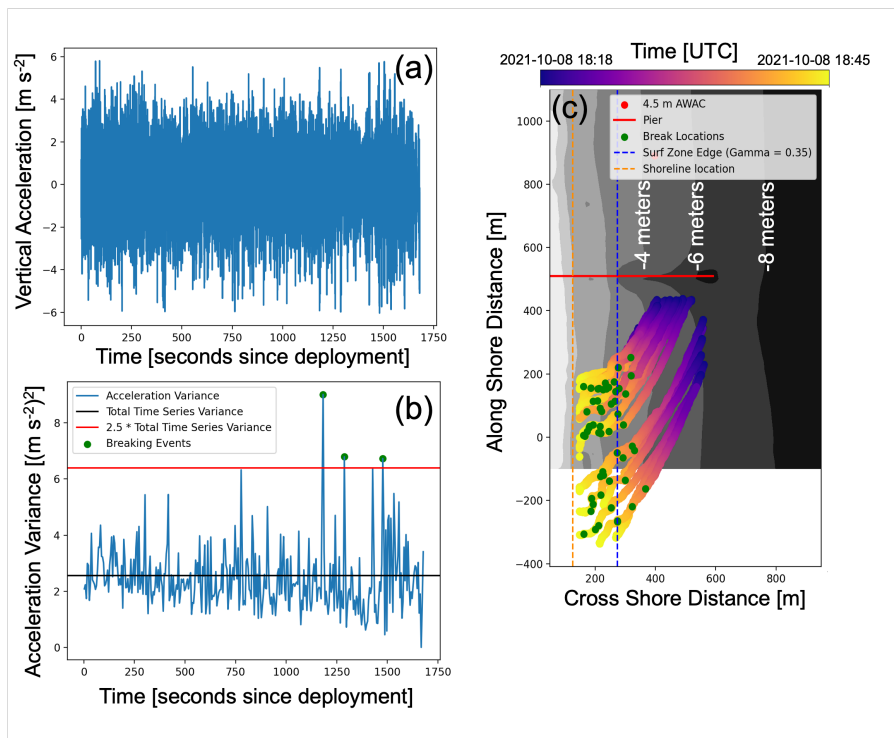 (a)
Vertical Acceleration [m s-2]
6
4
2
0
−2
−4
−6
0 250 500 750 1000 1250 1500 1750
Time [seconds since deployment]
(b)
Acceleration Variance
Total Time Series Variance
2.5 * Total Time Series Variance
Breaking Events
Acceleration Variance [(m s-2)2]
8
6
4
2
0
0 250 500 750 1000 1250 1500 1750
Time [seconds since deployment]
Time [UTC]
2021-10-08 18:18 2021-10-08 18:45
(c)
4.5 m AWAC
Pier
Break Locations
Surf Zone Edge (Gamma = 0.35)
Shoreline location
-4 meters
-6 meters
-8 meters
Along Shore Distance [m]
1000
800
600
400
200
0
−200
−400
200 400 600 800
Cross Shore Distance [m]